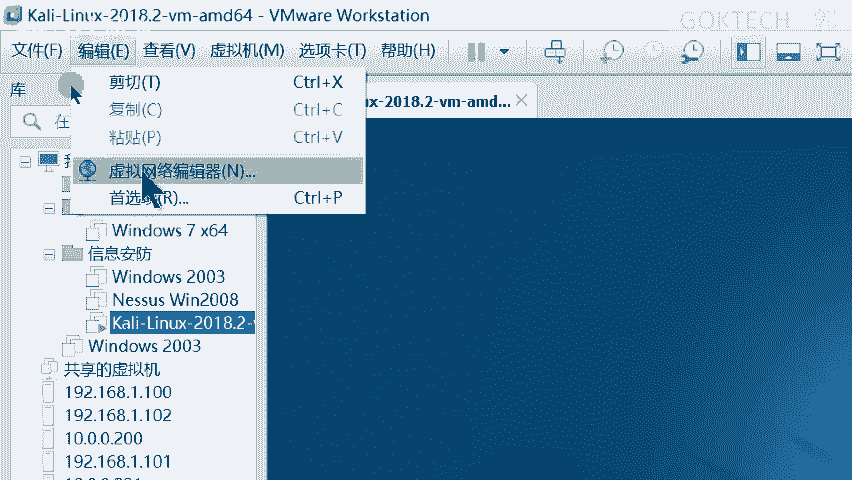 Kali-Linux-2018.2-vm-amd64 - VMware Workstation
GOKTECH
文件(F) 编辑(E) 查看(V) 虚拟机(M) 选项卡(T) 帮助(H)
库
剪切(T) Ctrl+X
ux-2018.2-vm-amd...
在
复制(C) Ctrl+C
粘贴(P) Ctrl+V
虚拟网络编辑器(N)...
首选项(R)... Ctrl+P
Windows 7 x64
信息安防
Windows 2003
Nessus Win2008
Kali-Linux-2018.2-
Windows 2003
共享的虚拟机
192.168.1.100
192.168.1.102
10.0.0.200
192.168.1.101